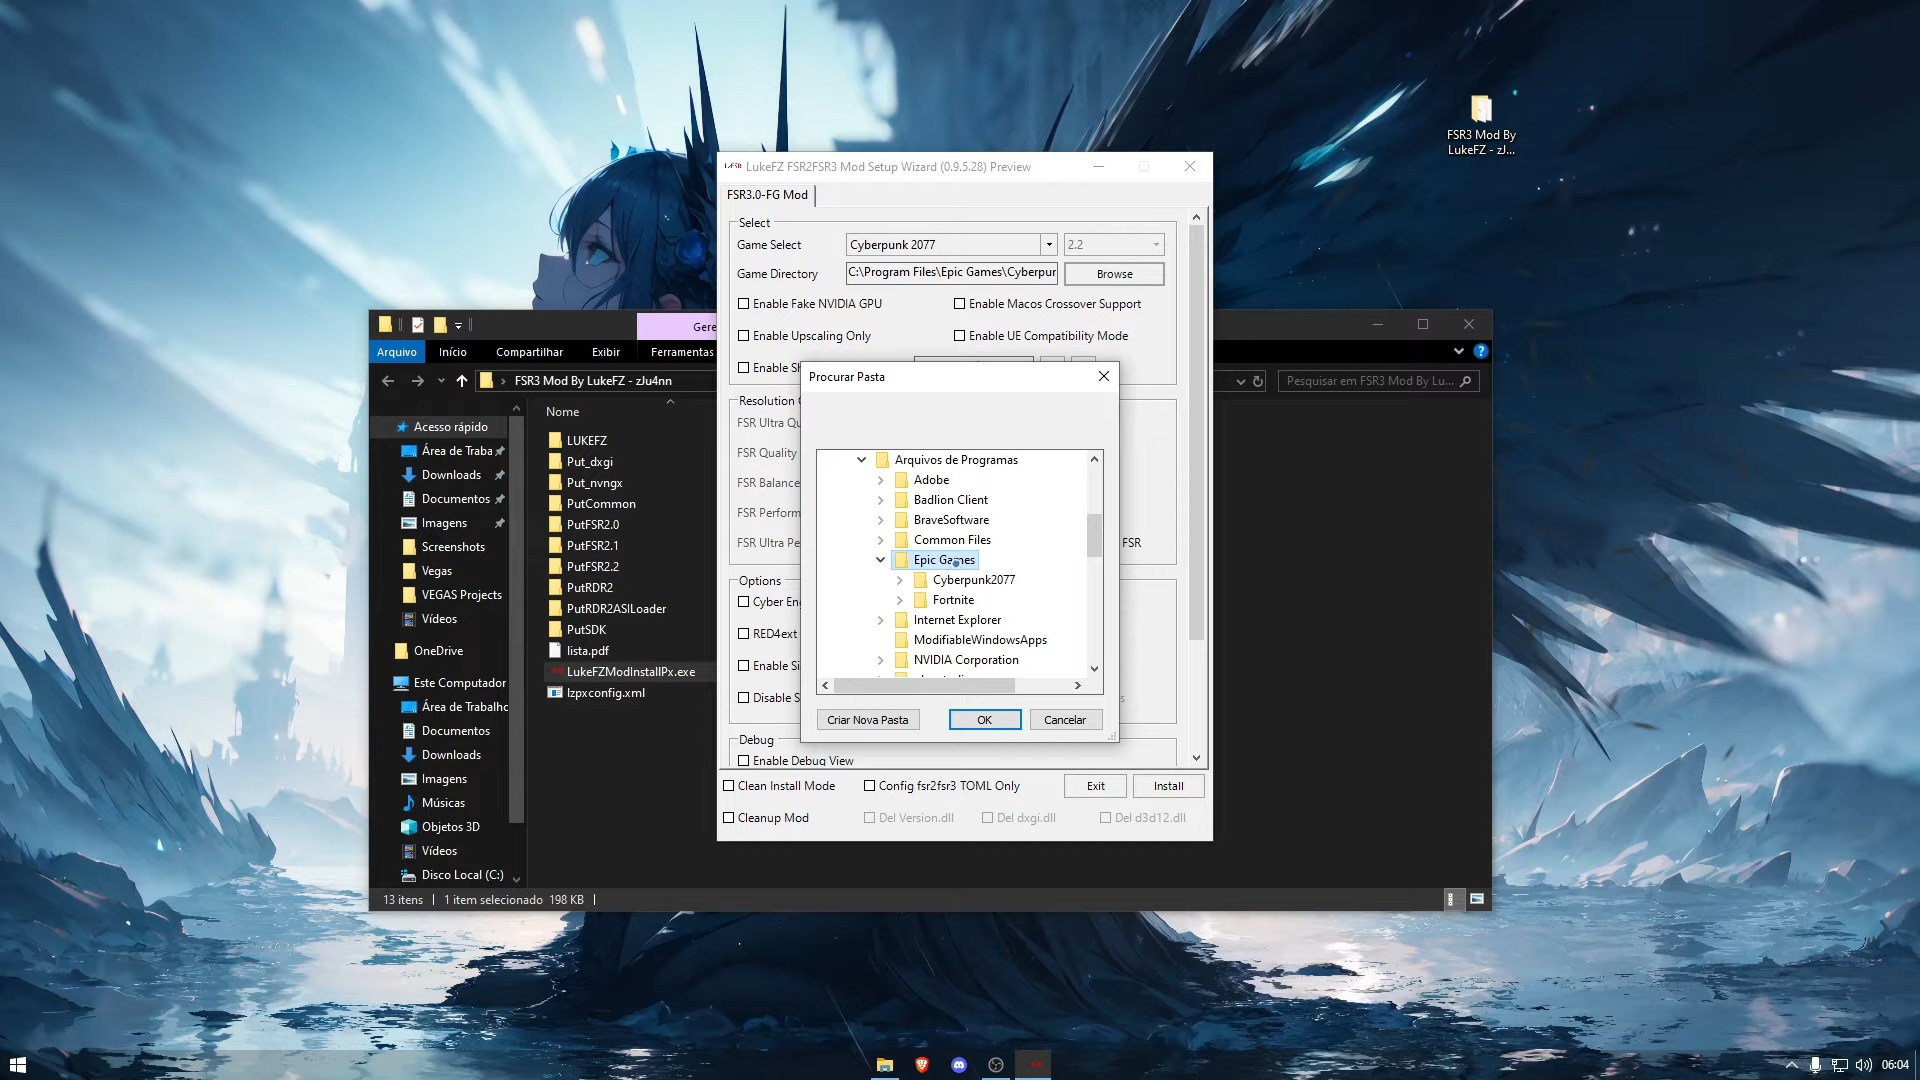 FSR3 Mod By
LukeFZ - zJ...
LukeFZ FSR2FSR3 Mod Setup Wizard (0.9.5.28) Preview
FSR3.0-FG Mod
Select
Game Select
Cyberpunk 2077
2.2
Game Directory
C:\Program Files\Epic Games\Cyberpur
Browse
Enable Fake NVIDIA GPU
Enable Macos Crossover Support
Enable Upscaling Only
Enable UE Compatibility Mode
Enable
Resolution
FSR Ultra
FSR Quality
FSR Balance
FSR Perform
FSR Ultra Pe
FSR
Options
Cyber En
RED4ext
Enable Si
Disable S
Debug
Enable Debug View
Clean Install Mode
Config fsr2fsr3 TOML Only
Exit
Install
Cleanup Mod
Del Version.dll
Del dxgi.dll
Del d3d12.dll
Procurar Pasta
Arquivos de Programas
Adobe
Badlion Client
BraveSoftware
Common Files
Epic Games
Cyberpunk2077
Fortnite
Internet Explorer
ModifiableWindowsApps
NVIDIA Corporation
Criar Nova Pasta
OK
Cancelar
Gere
Arquivo
Início
Compartilhar
Exibir
Ferramentas
FSR3 Mod By LukeFZ - zJu4nn
Pesquisar em FSR3 Mod By Lu...
Acesso rápido
Área de Traba
Downloads
Documentos
Imagens
Screenshots
Vegas
VEGAS Projects
Vídeos
OneDrive
Este Computador
Área de Trabalho
Documentos
Downloads
Imagens
Músicas
Objetos 3D
Vídeos
Disco Local (C:)
Nome
LUKEFZ
Put_dxgi
Put_nvngx
PutCommon
PutFSR2.0
PutFSR2.1
PutFSR2.2
PutRDR2
PutRDR2ASILoader
PutSDK
lista.pdf
LukeFZModInstallPx.exe
lzpxconfig.xml
13 itens
1 item selecionado 198 KB
06:04